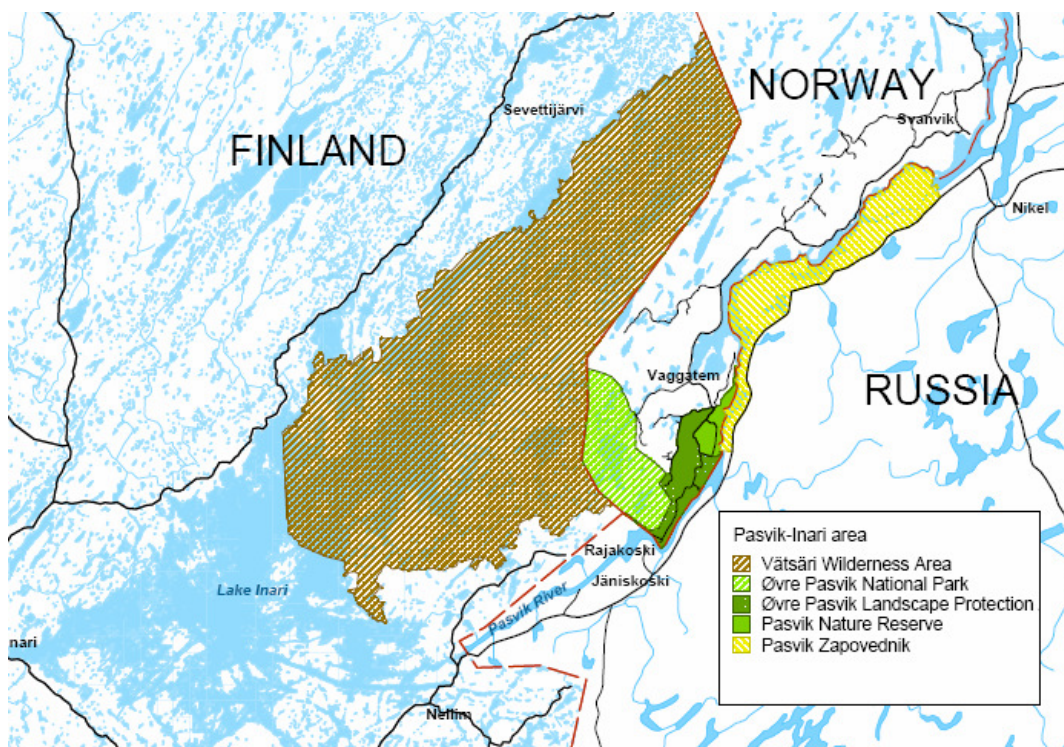 NORWAY
Sevettijärvi
Svanvik
FINLAND
Nikel
Vaggatem
RUSSIA
Pasvik-Inari area
Vätsäri Wilderness Area
Øvre Pasvik National Park
Øvre Pasvik Landscape Protection
Pasvik Nature Reserve
Pasvik Zapovednik
Rajakoski
Jäniskoski
Lake Inari
Pasvik River
nari
Nellim